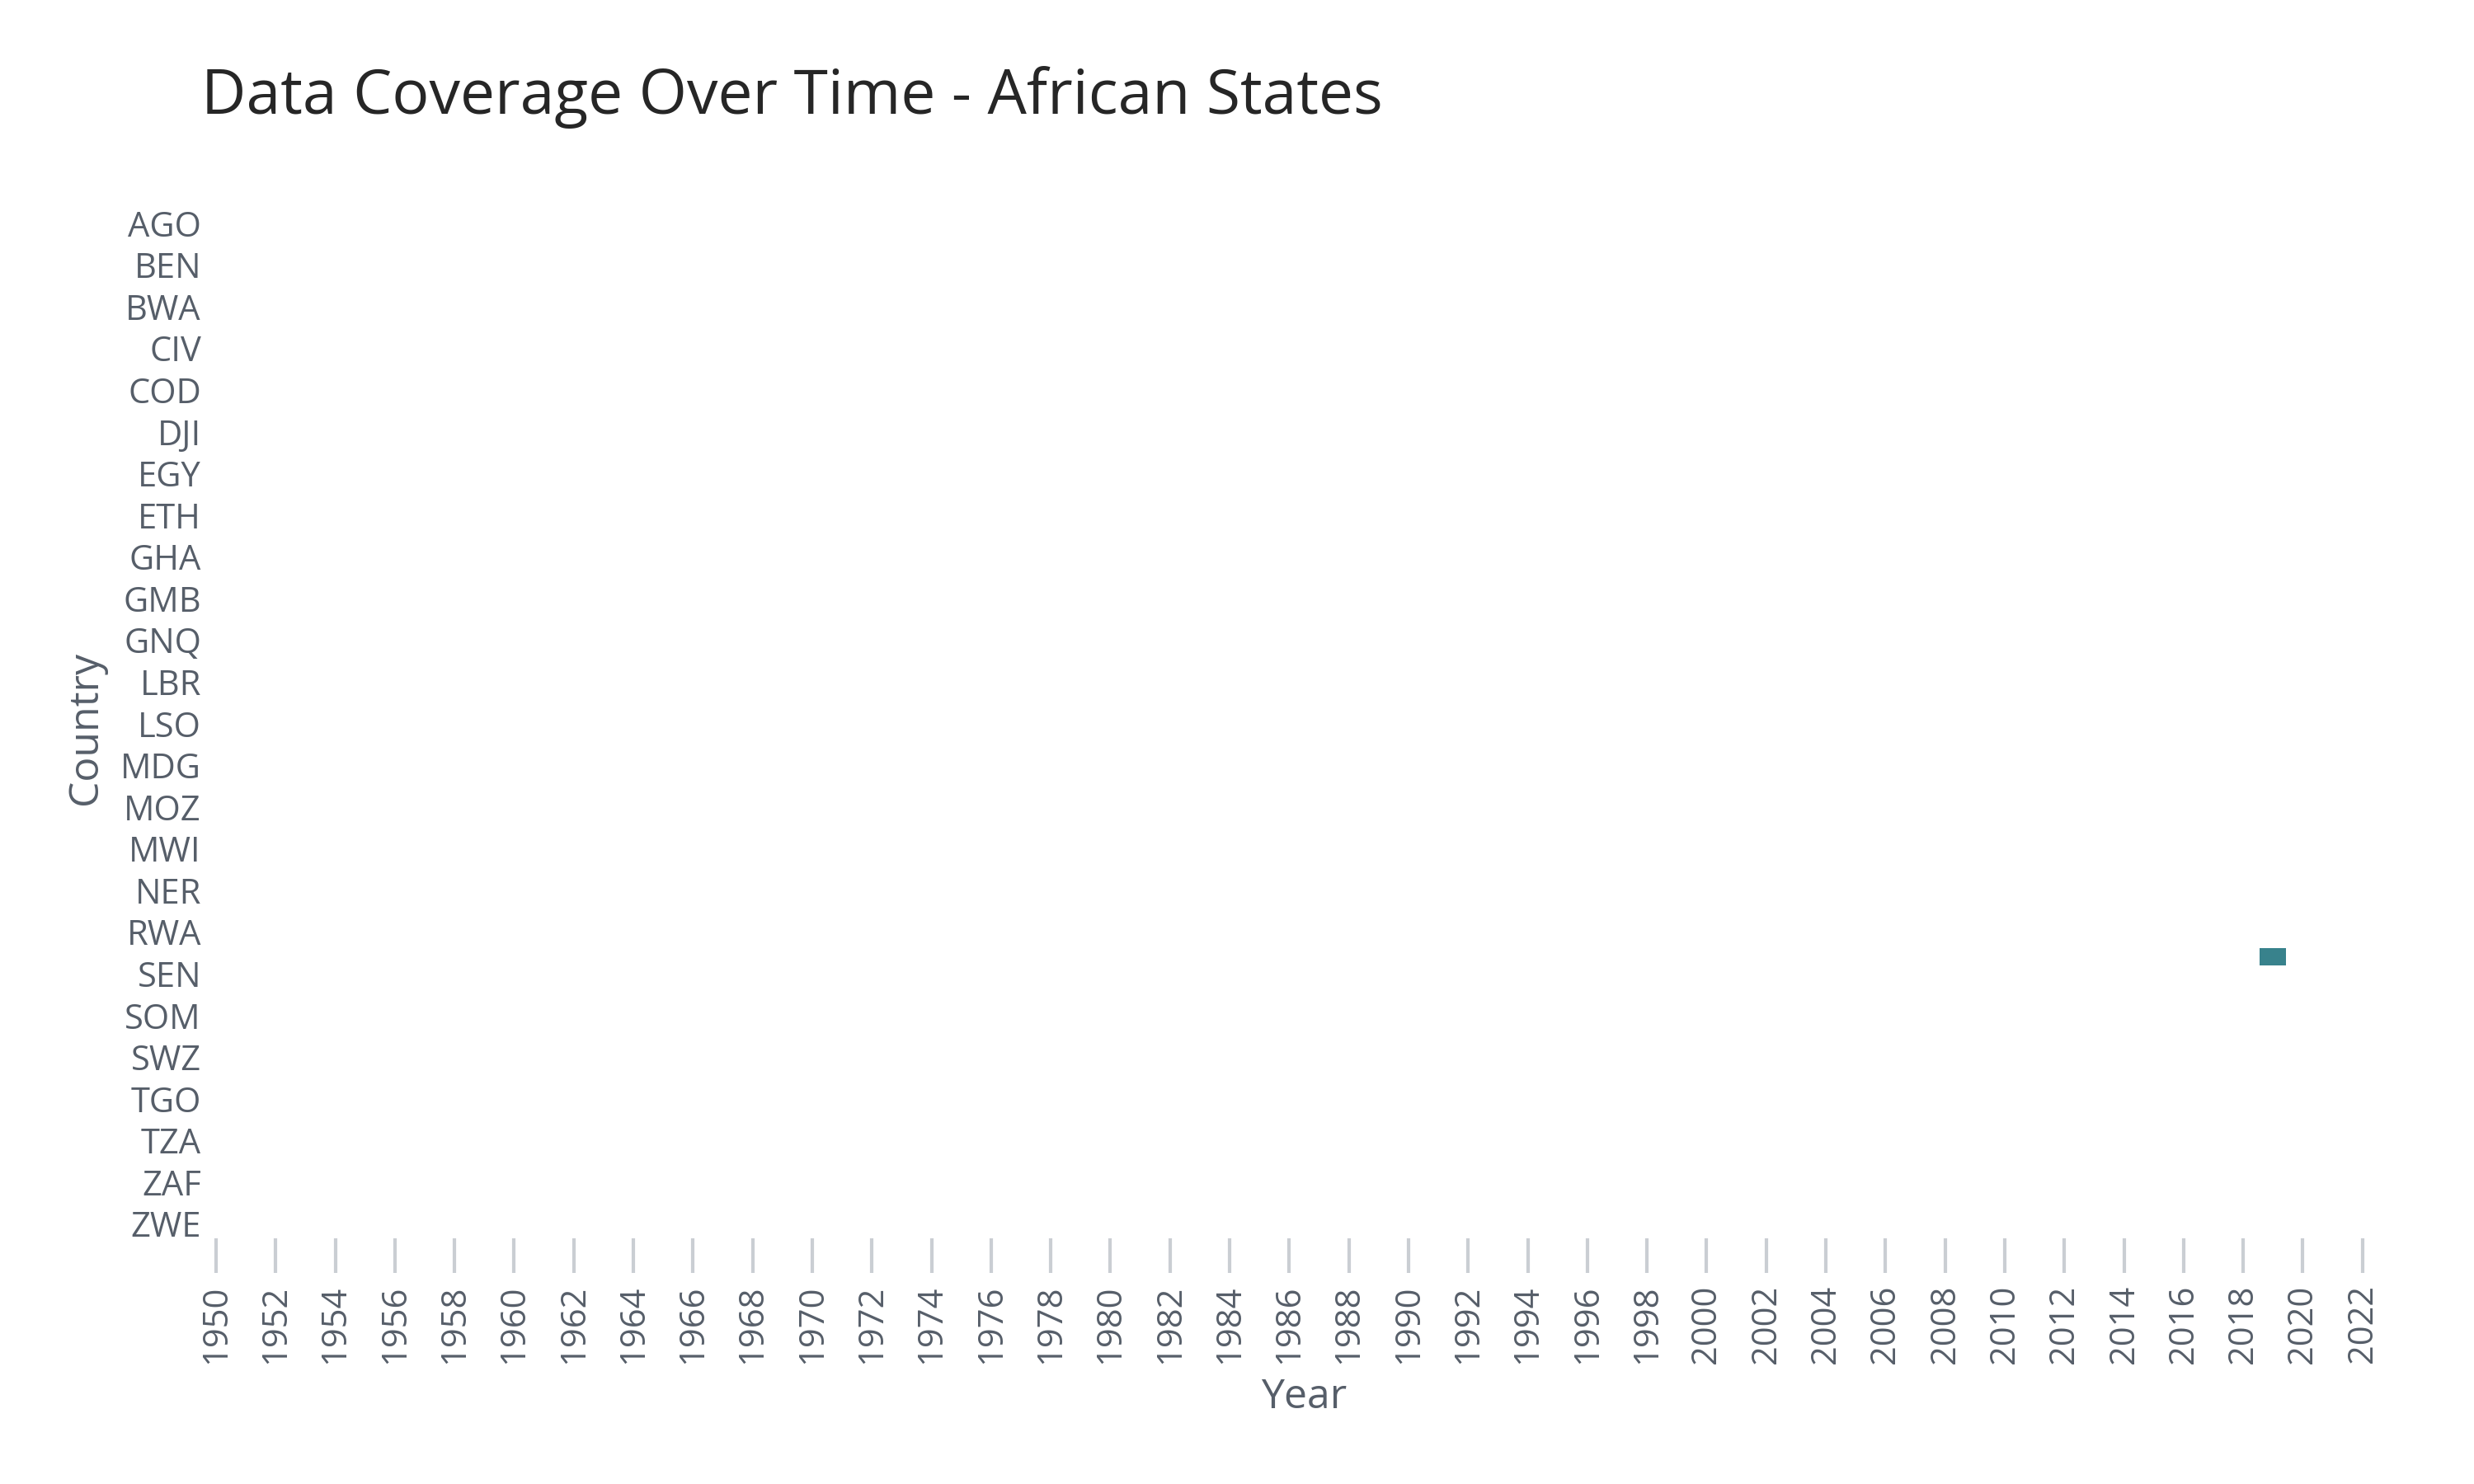 Data Coverage Over Time - African States
AGO
BEN
BWA
CIV
COD
DJI
EGY
ETH
GHA
GMB
GNQ
LBR
LSO
MDG
MOZ
MWI
NER
RWA
SEN
SOM
SWZ
TGO
TZA
ZAF
ZWE
Country
1950 1952 1954 1956 1958 1960 1962 1964 1966 1968 1970 1972 1974 1976 1978 1980 1982 1984 1986 1988 1990 1992 1994 1996 1998 2000 2002 2004 2006 2008 2010 2012 2014 2016 2018 2020 2022
Year